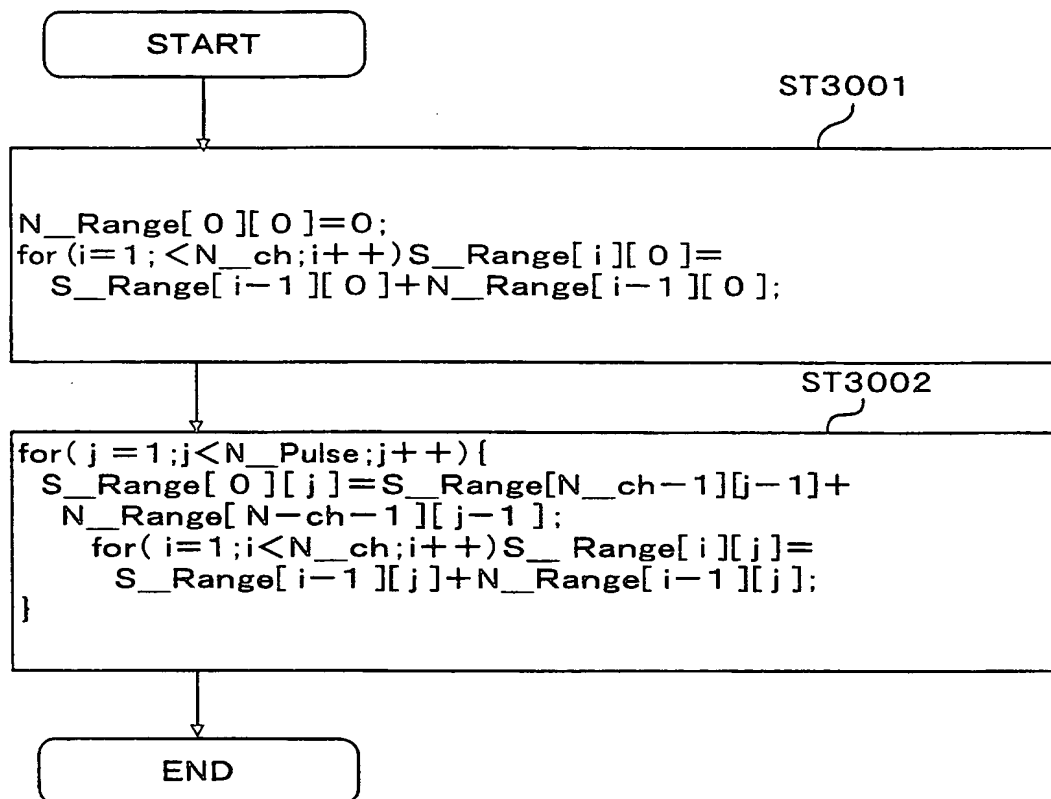 START
ST3001
N__Range[ 0 ][ 0 ]=0;
for (i=1 ; <N__ch;i++)S__Range[ i ][ 0 ]=
S__Range[ i-1 ][ 0 ]+N__Range[ i-1 ][ 0 ];
ST3002
for( j =1 ;j<N__Pulse;j++){
S__Range[ 0 ][ j ]=S__Range[N__ch-1][j-1]+
N__Range[ N-ch-1 ][ j-1 ];
for( i=1;i<N__ch;i++)S__ Range[ i ][ j ]=
S__Range[ i-1 ][ j ]+N__Range[ i-1 ][ j ];
}
END